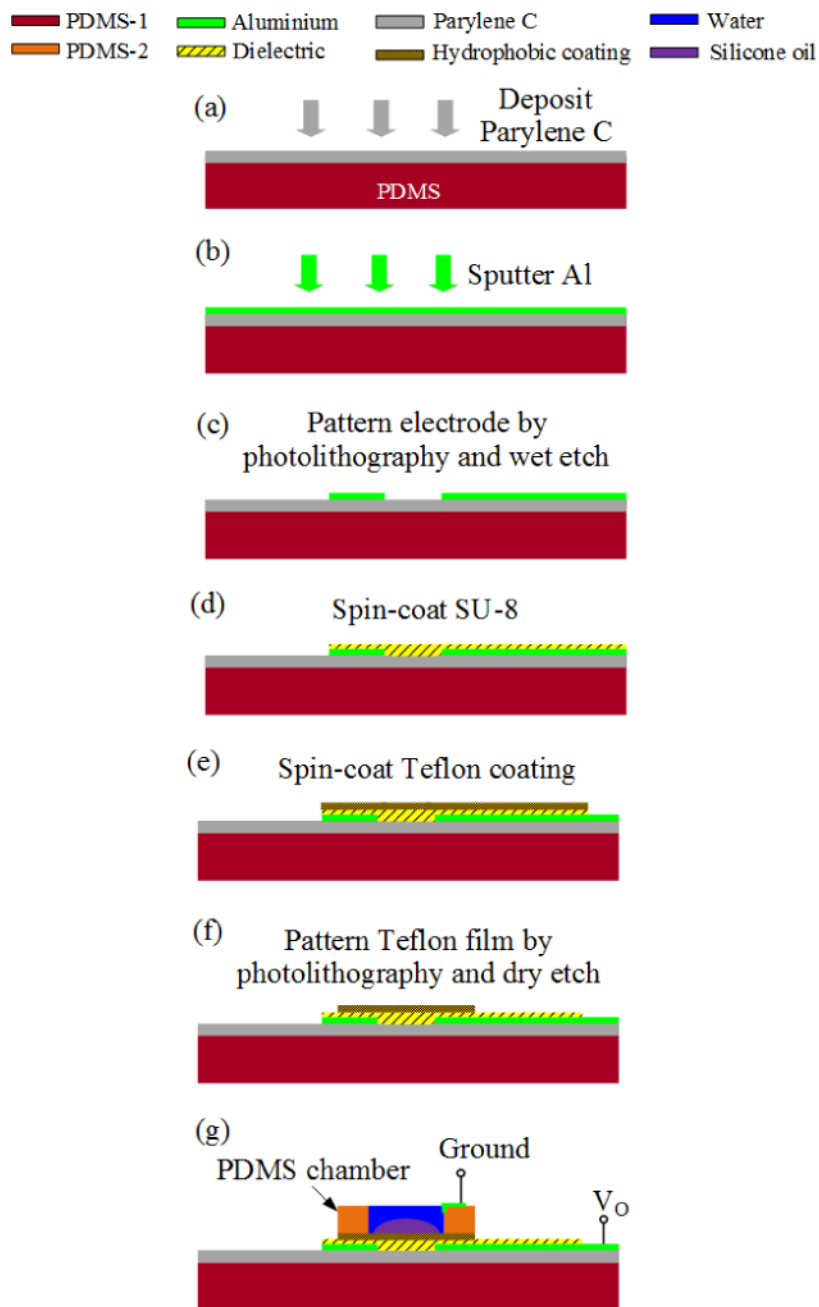 PDMS-1 Aluminium Parylene C Water
PDMS-2 Dielectric Hydrophobic coating Silicone oil
(a) Deposit
Parylene C
PDMS
(b)
Sputter Al
(c) Pattern electrode by
photolithography and wet etch
(d)
Spin-coat SU-8
(e)
Spin-coat Teflon coating
(f)
Pattern Teflon film by
photolithography and dry etch
(g)
Ground
PDMS chamber
VO